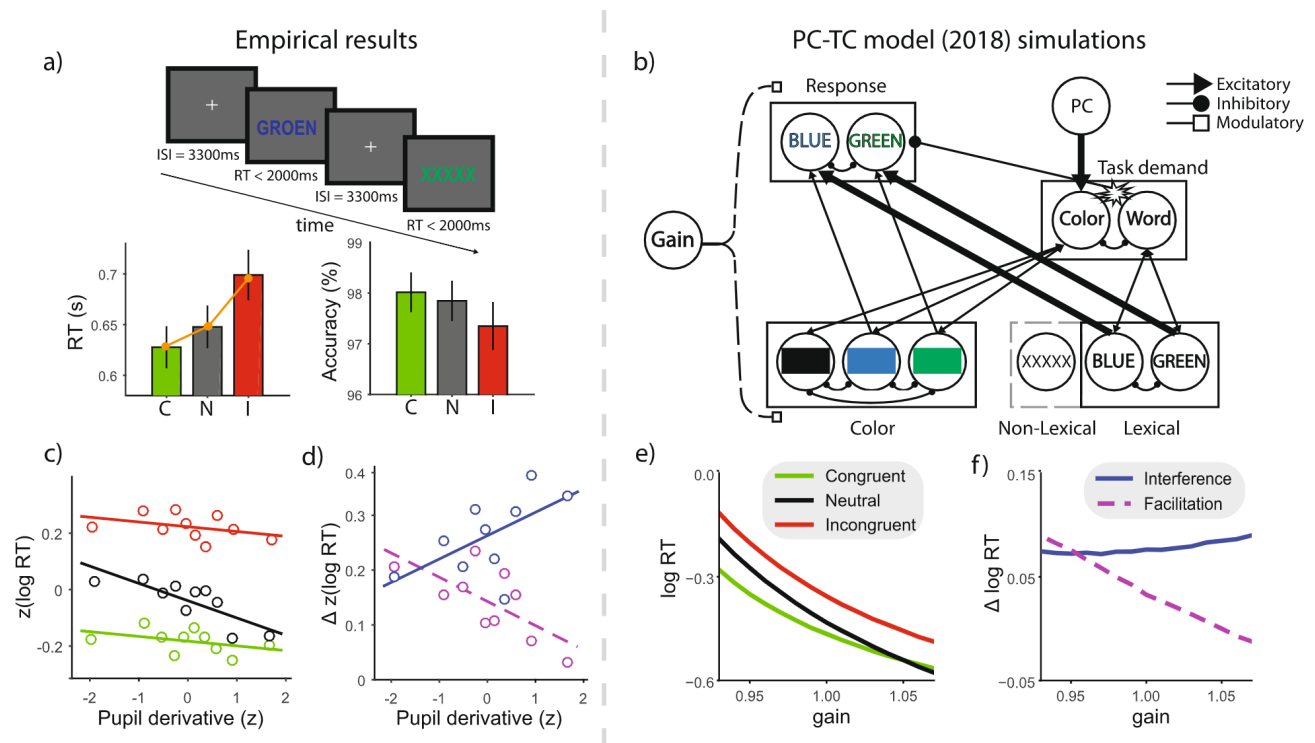 Empirical results
PC-TC model (2018) simulations
a)
GROEN
XXXXX
ISI = 3300ms
RT < 2000ms
ISI = 3300ms
RT < 2000ms
time
RT (s)
0.7
0.65
0.6
C N I
Accuracy (%)
99
98
97
96
C N I
b)
Response
BLUE GREEN
PC
Excitatory
Inhibitory
Modulatory
Task demand
Color Word
Gain
XXXXX
BLUE GREEN
Color
Non-Lexical
Lexical
c)
z(log RT)
0.2
0
-0.2
-2 -1 0 1 2
Pupil derivative (z)
d)
Δ z(log RT)
0.4
0.3
0.2
0.1
0
-2 -1 0 1 2
Pupil derivative (z)
e)
Congruent
Neutral
Incongruent
log RT
0.0
-0.3
-0.6
0.95 1.00 1.05
gain
f)
Interference
Facilitation
Δ log RT
0.15
0.05
-0.05
0.95 1.00 1.05
gain